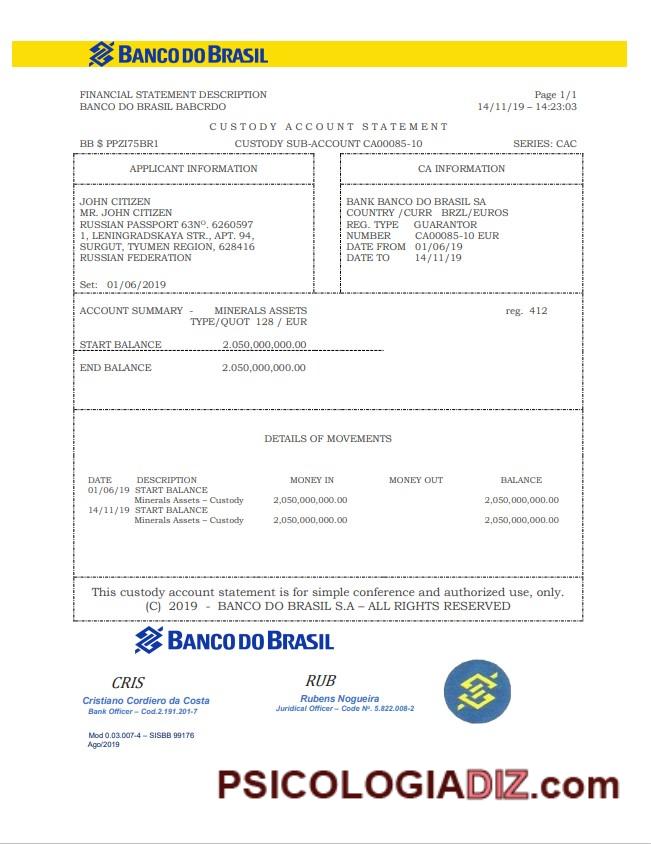 BANCO DO BRASIL
FINANCIAL STATEMENT DESCRIPTION Page 1/1
BANCO DO BRASIL BABCRDO 14/11/19 – 14:23:03
CUSTODY ACCOUNT STATEMENT
BB $ PPZI75BR1 CUSTODY SUB-ACCOUNT CA00085-10 SERIES: CAC
APPLICANT INFORMATION
JOHN CITIZEN
MR. JOHN CITIZEN
RUSSIAN PASSPORT 63Nº. 6260597
1, LENINGRADSKAYA STR., APT. 94,
SURGUT, TYUMEN REGION, 628416
RUSSIAN FEDERATION
Set: 01/06/2019
CA INFORMATION
BANK BANCO DO BRASIL SA
COUNTRY /CURR BRZL/EUROS
REG. TYPE GUARANTOR
NUMBER CA00085-10 EUR
DATE FROM 01/06/19
DATE TO 14/11/19
ACCOUNT SUMMARY - MINERALS ASSETS reg. 412
TYPE/QUOT 128 / EUR
START BALANCE 2.050,000,000.00
END BALANCE 2.050,000,000.00
DETAILS OF MOVEMENTS
DATE DESCRIPTION MONEY IN MONEY OUT BALANCE
01/06/19 START BALANCE
Minerals Assets – Custody 2,050,000,000.00 2,050,000,000.00
14/11/19 START BALANCE
Minerals Assets – Custody 2,050,000,000.00 2,050,000,000.00
This custody account statement is for simple conference and authorized use, only.
(C) 2019 - BANCO DO BRASIL S.A – ALL RIGHTS RESERVED
BANCO DO BRASIL
CRIS
Cristiano Cordiero da Costa
Bank Officer – Cod.2.191.201-7
RUB
Rubens Nogueira
Juridical Officer – Code Nº. 5.822.008-2
Mod 0.03.007-4 – SISBB 99176
Ago/2019
PSICOLOGIADIZ.com